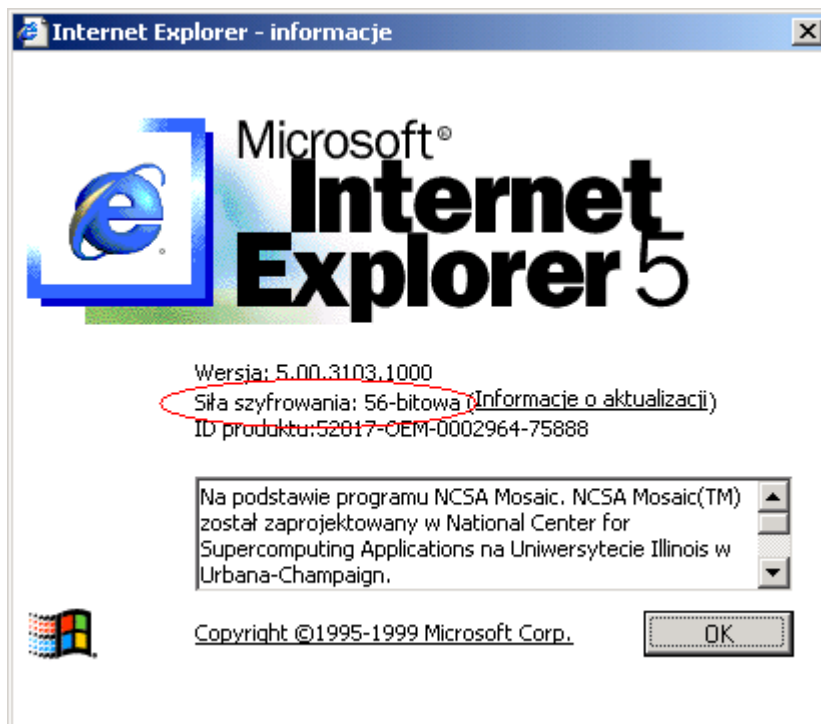 Internet Explorer - informacje
Microsoft®
Internet
Explorer 5
Wersja: 5.00.3103.1000
Siła szyfrowania: 56-bitowa (Informacje o aktualizacji)
ID produktu:52817-OEM-0002964-75888
Na podstawie programu NCSA Mosaic. NCSA Mosaic(TM)
został zaprojektowany w National Center for
Supercomputing Applications na Uniwersytecie Illinois w
Urbana-Champaign.
Copyright ©1995-1999 Microsoft Corp.
OK